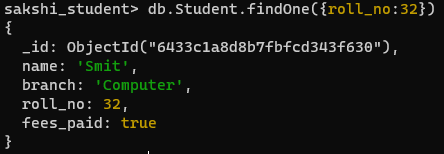 sakshi_student> db.Student.findOne({roll_no:32})
{
  _id: ObjectId("6433c1a8d8b7fbfcd343f630"),
  name: 'Smit',
  branch: 'Computer',
  roll_no: 32,
  fees_paid: true
}